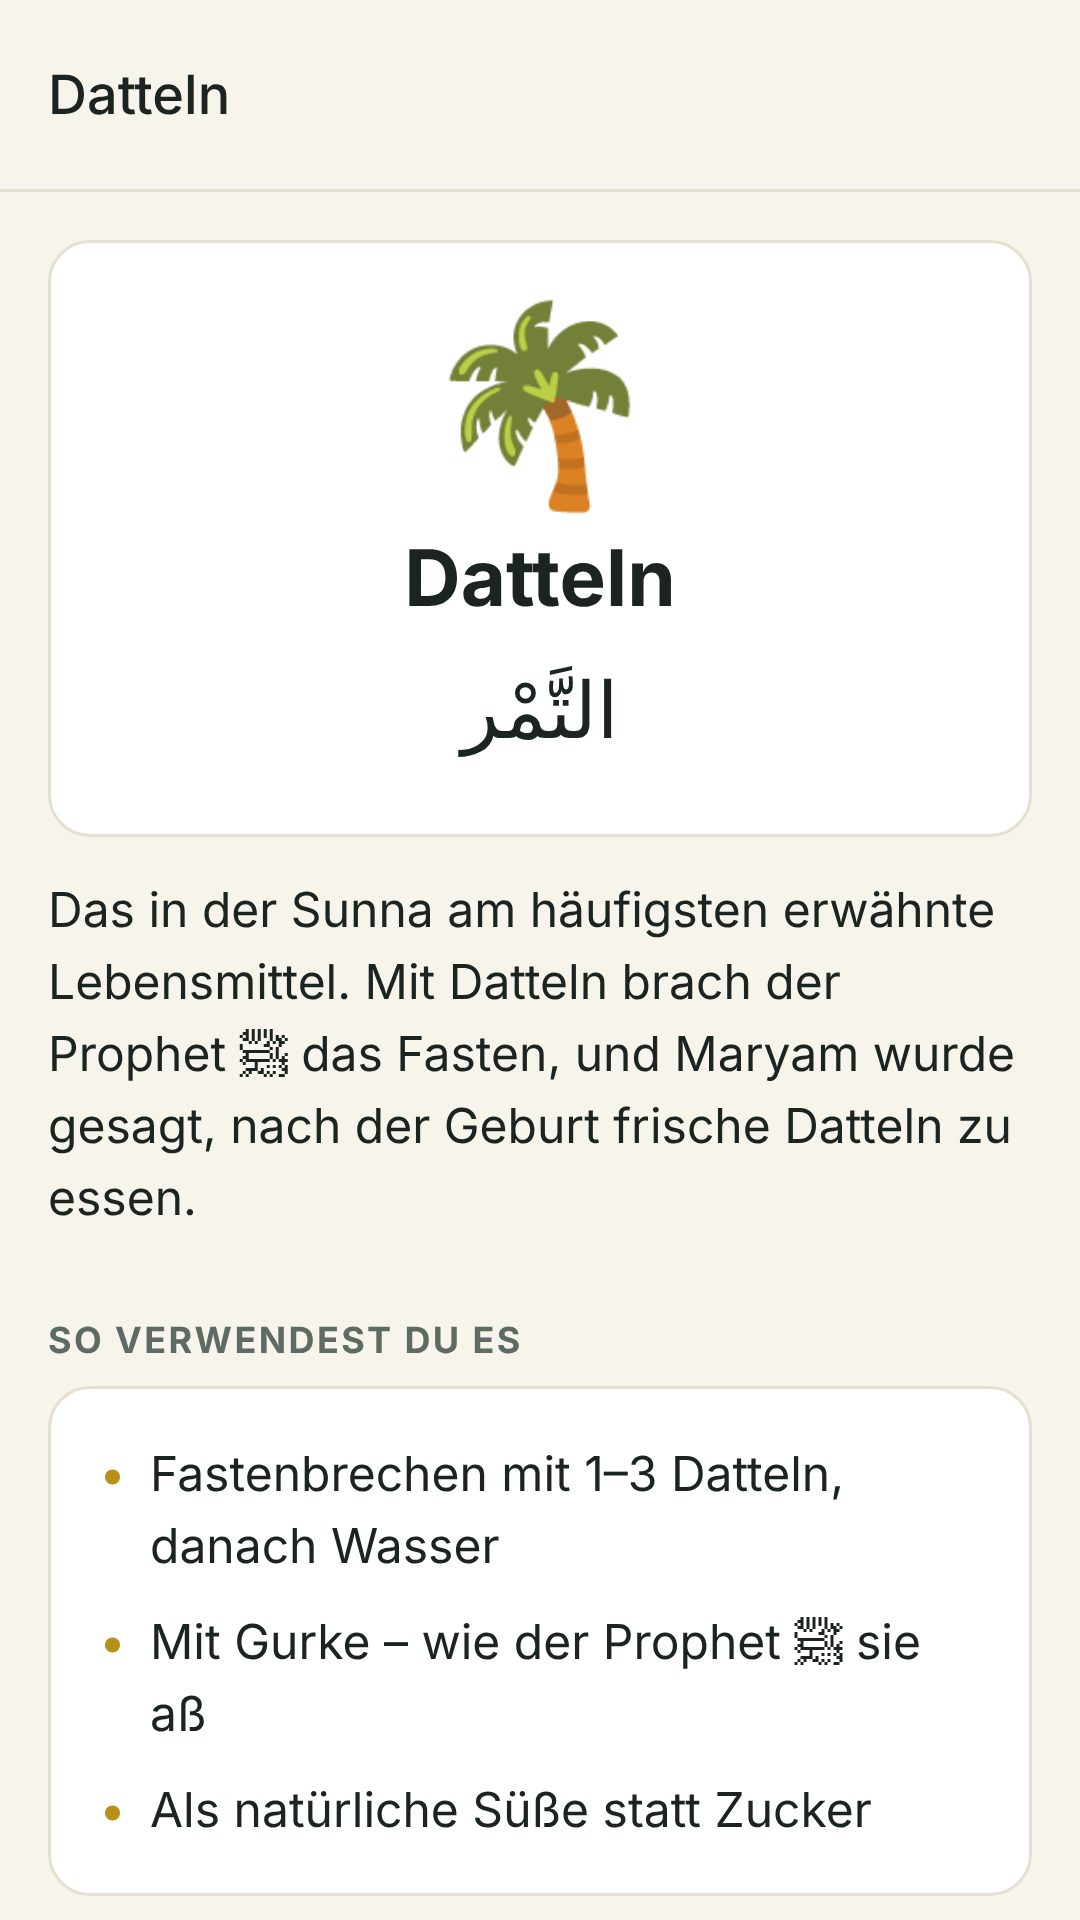 Datteln
Datteln
التَّمْر
Das in der Sunna am häufigsten erwähnte
Lebensmittel. Mit Datteln brach der
Prophet ﷺ das Fasten, und Maryam wurde
gesagt, nach der Geburt frische Datteln zu
essen.
SO VERWENDEST DU ES
• Fastenbrechen mit 1–3 Datteln,
danach Wasser
• Mit Gurke – wie der Prophet ﷺ sie
aß
• Als natürliche Süße statt Zucker